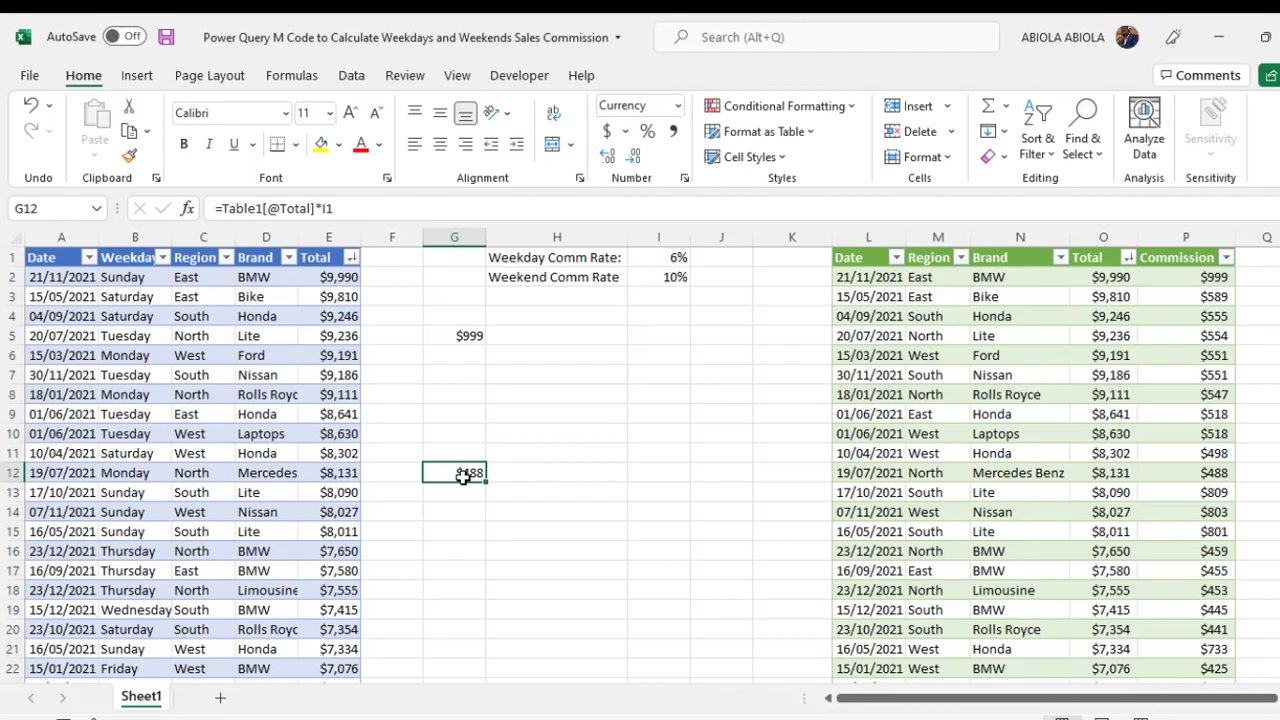 AutoSave Off Power Query M Code to Calculate Weekdays and Weekends Sales Commission Search (Alt+Q) ABIOLA ABIOLA
File Home Insert Page Layout Formulas Data Review View Developer Help Comments
Paste Calibri 11 Currency Conditional Formatting Insert
$ % Format as Table Delete Sort & Filter Find & Select Analyze Data Sensitivity
B I U A Cell Styles Format
Undo Clipboard Font Alignment Number Styles Cells Editing Analysis Sensitivity
G12 fx =Table1[@Total]*I1
A B C D E F G H I J K L M N O P Q
1 Date Weekda Region Brand Total Weekday Comm Rate: 6% Date Region Brand Total Commission
2 21/11/2021 Sunday East BMW $9,990 Weekend Comm Rate 10% 21/11/2021 East BMW $9,990 $999
3 15/05/2021 Saturday East Bike $9,810 15/05/2021 East Bike $9,810 $589
4 04/09/2021 Saturday South Honda $9,246 04/09/2021 South Honda $9,246 $555
5 20/07/2021 Tuesday North Lite $9,236 $999 20/07/2021 North Lite $9,236 $554
6 15/03/2021 Monday West Ford $9,191 15/03/2021 West Ford $9,191 $551
7 30/11/2021 Tuesday South Nissan $9,186 30/11/2021 South Nissan $9,186 $551
8 18/01/2021 Monday North Rolls Royc $9,111 18/01/2021 North Rolls Royce $9,111 $547
9 01/06/2021 Tuesday East Honda $8,641 01/06/2021 East Honda $8,641 $518
10 01/06/2021 Tuesday West Laptops $8,630 01/06/2021 West Laptops $8,630 $518
11 10/04/2021 Saturday West Honda $8,302 10/04/2021 West Honda $8,302 $498
12 19/07/2021 Monday North Mercedes $8,131 $488 19/07/2021 North Mercedes Benz $8,131 $488
13 17/10/2021 Sunday South Lite $8,090 17/10/2021 South Lite $8,090 $809
14 07/11/2021 Sunday West Nissan $8,027 07/11/2021 West Nissan $8,027 $803
15 16/05/2021 Sunday South Lite $8,011 16/05/2021 South Lite $8,011 $801
16 23/12/2021 Thursday North BMW $7,650 23/12/2021 North BMW $7,650 $459
17 16/09/2021 Thursday East BMW $7,580 16/09/2021 East BMW $7,580 $455
18 23/12/2021 Thursday North Limousine $7,555 23/12/2021 North Limousine $7,555 $453
19 15/12/2021 Wednesday South BMW $7,415 15/12/2021 South BMW $7,415 $445
20 23/10/2021 Saturday South Rolls Royc $7,354 23/10/2021 South Rolls Royce $7,354 $441
21 16/05/2021 Sunday West Honda $7,334 16/05/2021 West Honda $7,334 $733
22 15/01/2021 Friday West BMW $7,076 15/01/2021 West BMW $7,076 $425
Sheet1